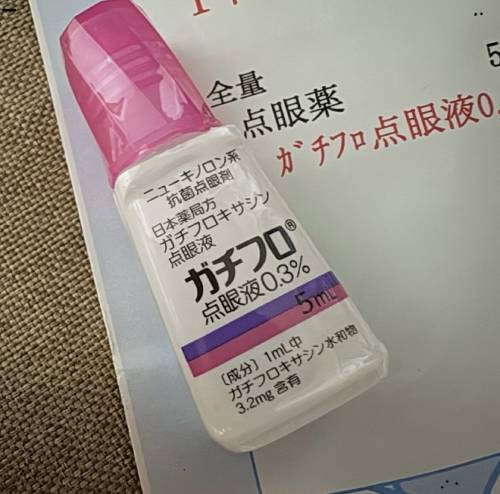 全量
点眼薬
ガチフロ点眼液0.
ニューキノロン系
抗菌点眼剤
日本薬局方
ガチフロキサシン
点眼液
ガチフロ®
点眼液0.3%
5mL
〔成分〕1mL中
ガチフロキサシン水和物
3.2mg含有